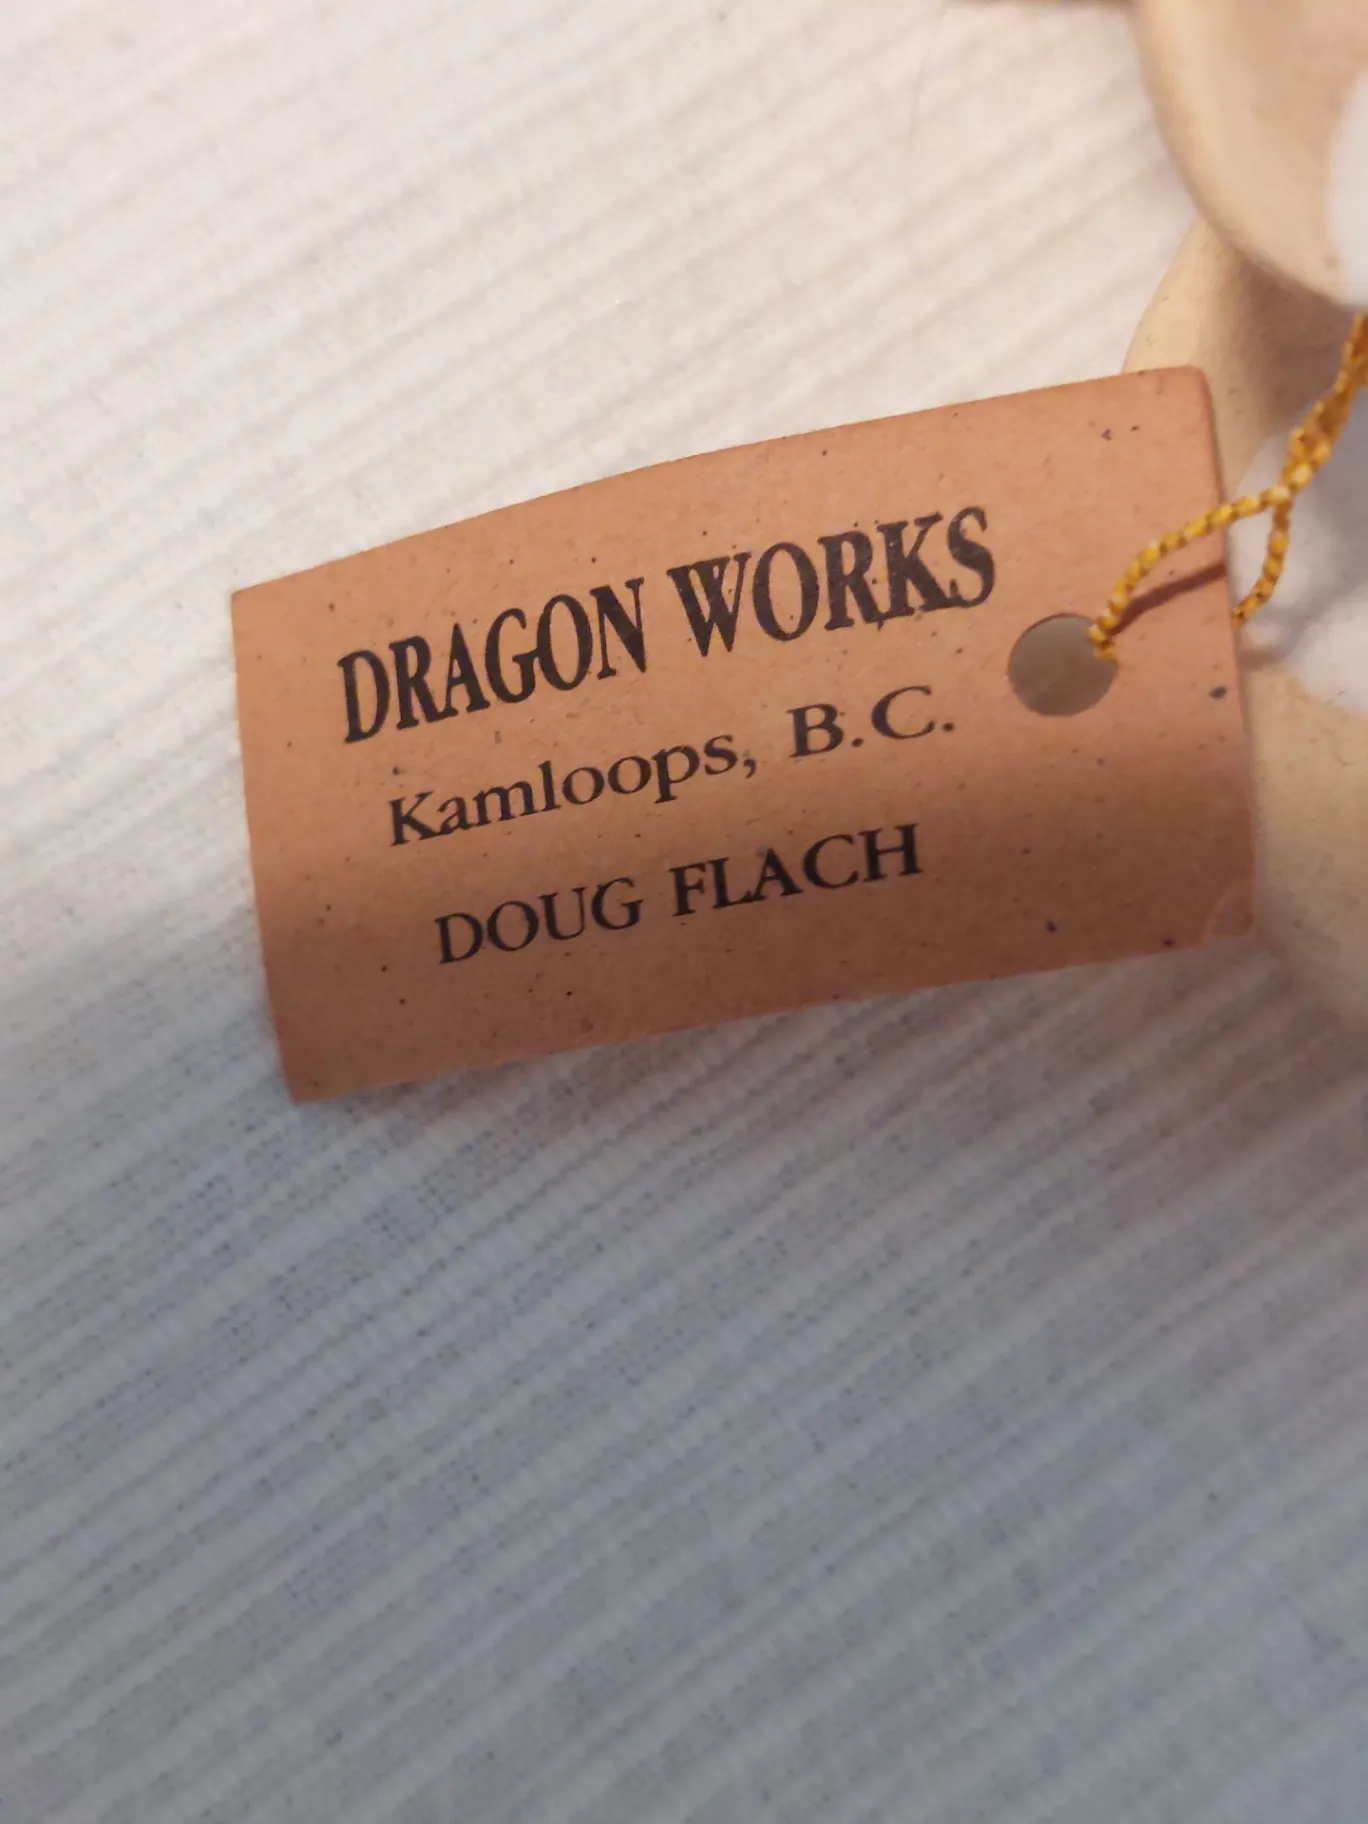 DRAGON WORKS
Kamloops, B.C.
DOUG FLACH